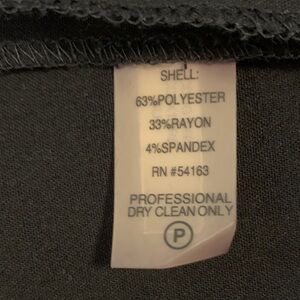 SHELL:
63%POLYESTER
33%RAYON
4%SPANDEX
RN #54163
PROFESSIONAL
DRY CLEAN ONLY
P